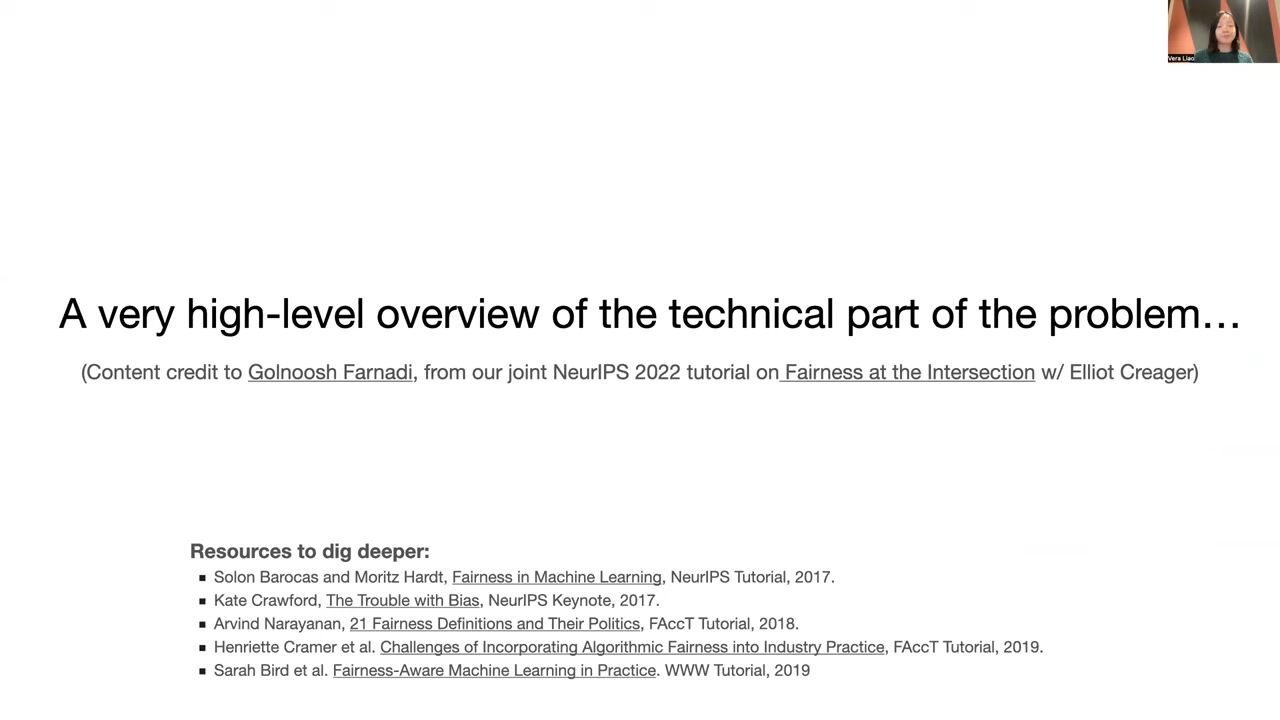 Vera Liao
A very high-level overview of the technical part of the problem…
(Content credit to Golnoosh Farnadi, from our joint NeurIPS 2022 tutorial on Fairness at the Intersection w/ Elliot Creager)
Resources to dig deeper:
▪ Solon Barocas and Moritz Hardt, Fairness in Machine Learning, NeurIPS Tutorial, 2017.
▪ Kate Crawford, The Trouble with Bias, NeurIPS Keynote, 2017.
▪ Arvind Narayanan, 21 Fairness Definitions and Their Politics, FAccT Tutorial, 2018.
▪ Henriette Cramer et al. Challenges of Incorporating Algorithmic Fairness into Industry Practice, FAccT Tutorial, 2019.
▪ Sarah Bird et al. Fairness-Aware Machine Learning in Practice. WWW Tutorial, 2019